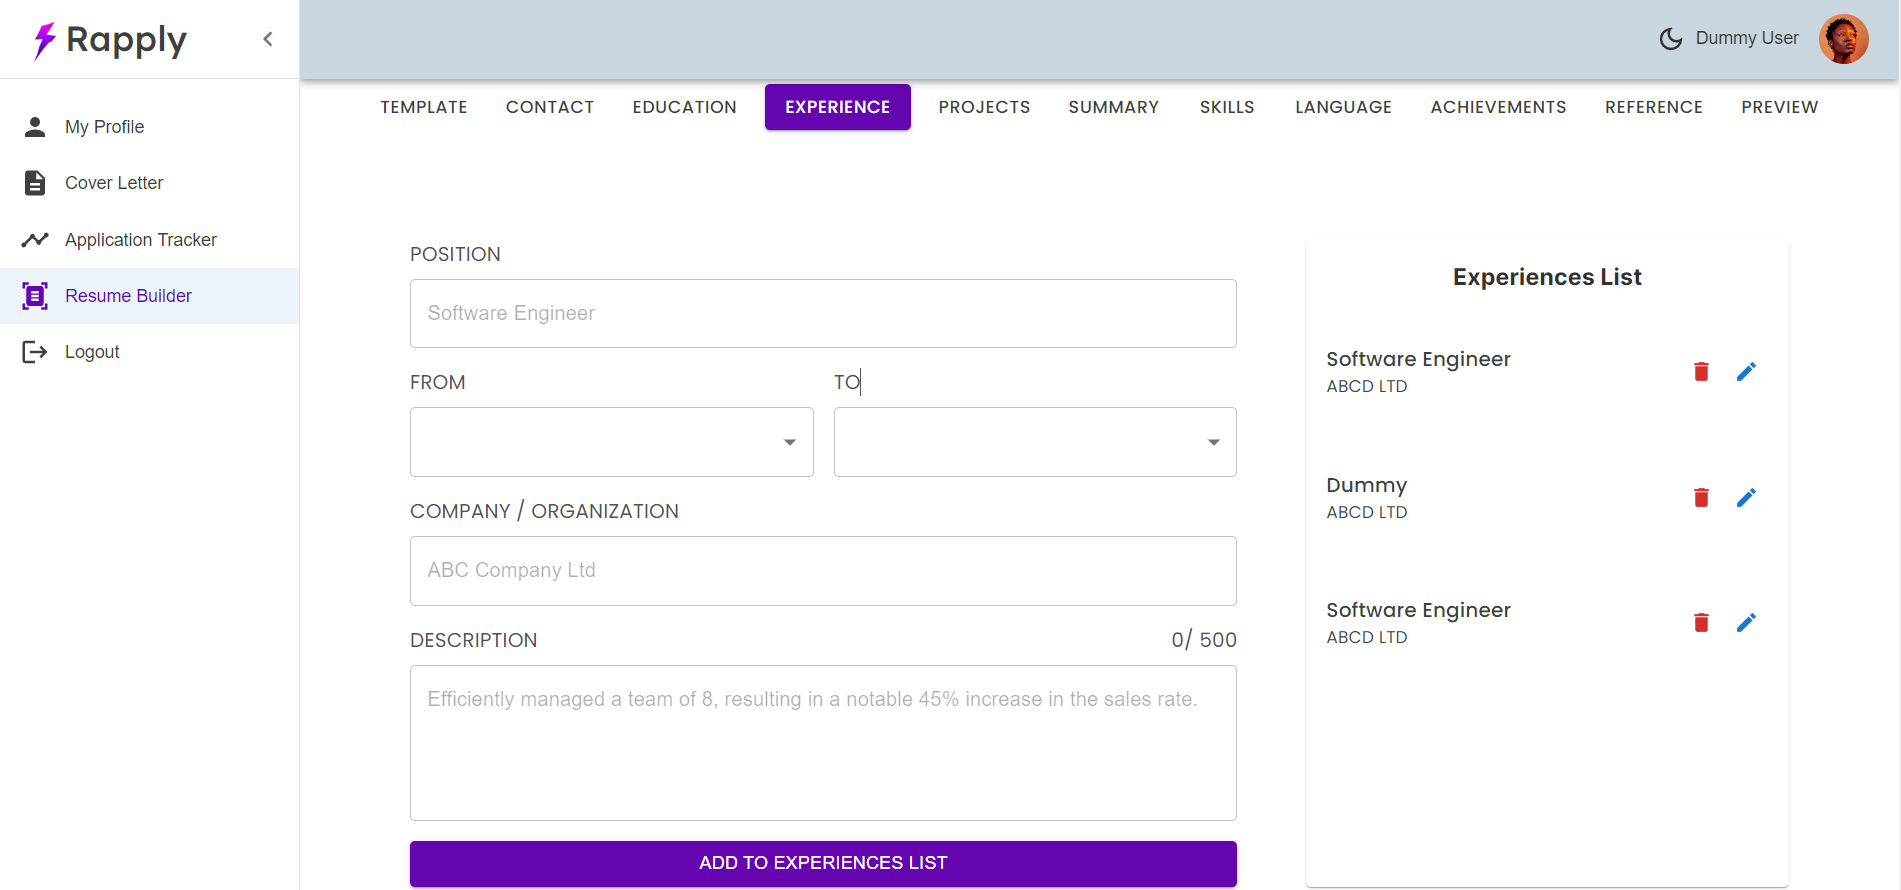 Rapply
Dummy User
My Profile
Cover Letter
Application Tracker
Resume Builder
Logout
TEMPLATE CONTACT EDUCATION EXPERIENCE PROJECTS SUMMARY SKILLS LANGUAGE ACHIEVEMENTS REFERENCE PREVIEW
POSITION
Software Engineer
FROM TO
COMPANY / ORGANIZATION
ABC Company Ltd
DESCRIPTION 0/ 500
Efficiently managed a team of 8, resulting in a notable 45% increase in the sales rate.
ADD TO EXPERIENCES LIST
Experiences List
Software Engineer
ABCD LTD
Dummy
ABCD LTD
Software Engineer
ABCD LTD